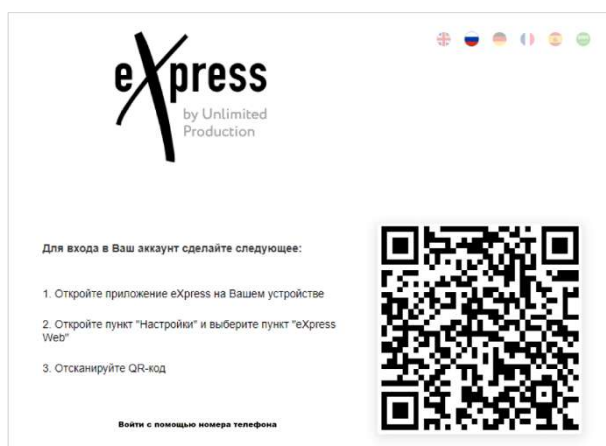 eXpress
by Unlimited
Production
Для входа в Ваш аккаунт сделайте следующее:
1. Откройте приложение eXpress на Вашем устройстве
2. Откройте пункт "Настройки" и выберите пункт "eXpress
Web"
3. Отсканируйте QR-код
Войти с помощью номера телефона